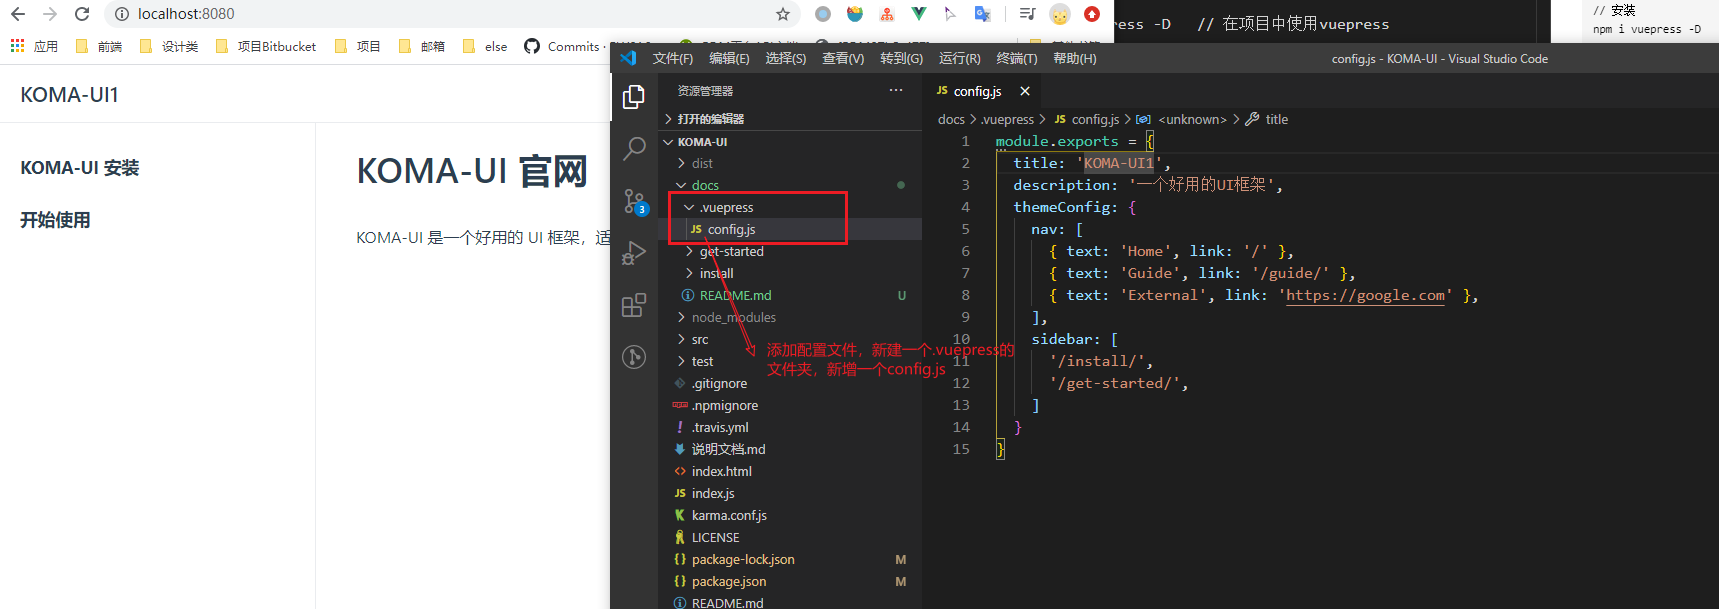 localhost:8080
应用 前端 设计类 项目Bitbucket 项目 邮箱 else Commits ·
KOMA-UI1
KOMA-UI 安装
开始使用
KOMA-UI 官网
KOMA-UI 是一个好用的 UI 框架，适
ress -D // 在项目中使用vuepress
// 安装
npm i vuepress -D
文件(F) 编辑(E) 选择(S) 查看(V) 转到(G) 运行(R) 终端(T) 帮助(H)
config.js - KOMA-UI - Visual Studio Code
3
资源管理器 ···
打开的编辑器
KOMA-UI
dist
docs
.vuepress
JS config.js
get-started
install
README.md U
node_modules
src
test
.gitignore
.npmignore
.travis.yml
说明文档.md
index.html
JS index.js
karma.conf.js
LICENSE
{} package-lock.json M
{} package.json M
README.md
添加配置文件，新建一个.vuepress的
文件夹，新增一个config.js
JS config.js ×
docs > .vuepress > JS config.js > <unknown> > title
1 module.exports = {
2 title: 'KOMA-UI1',
3 description: '一个好用的UI框架',
4 themeConfig: {
5 nav: [
6 { text: 'Home', link: '/' },
7 { text: 'Guide', link: '/guide/' },
8 { text: 'External', link: 'https://google.com' },
9 ],
10 sidebar: [
11 '/install/',
12 '/get-started/',
13 ]
14 }
15 }